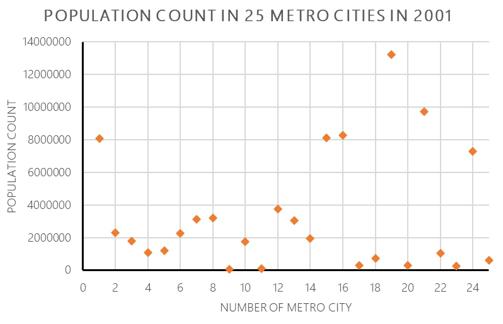 POPULATION COUNT IN 25 METRO CITIES IN 2001
14000000
12000000
10000000
8000000
6000000
4000000
2000000
0
POPULATION COUNT
0 2 4 6 8 10 12 14 16 18 20 22 24
NUMBER OF METRO CITY